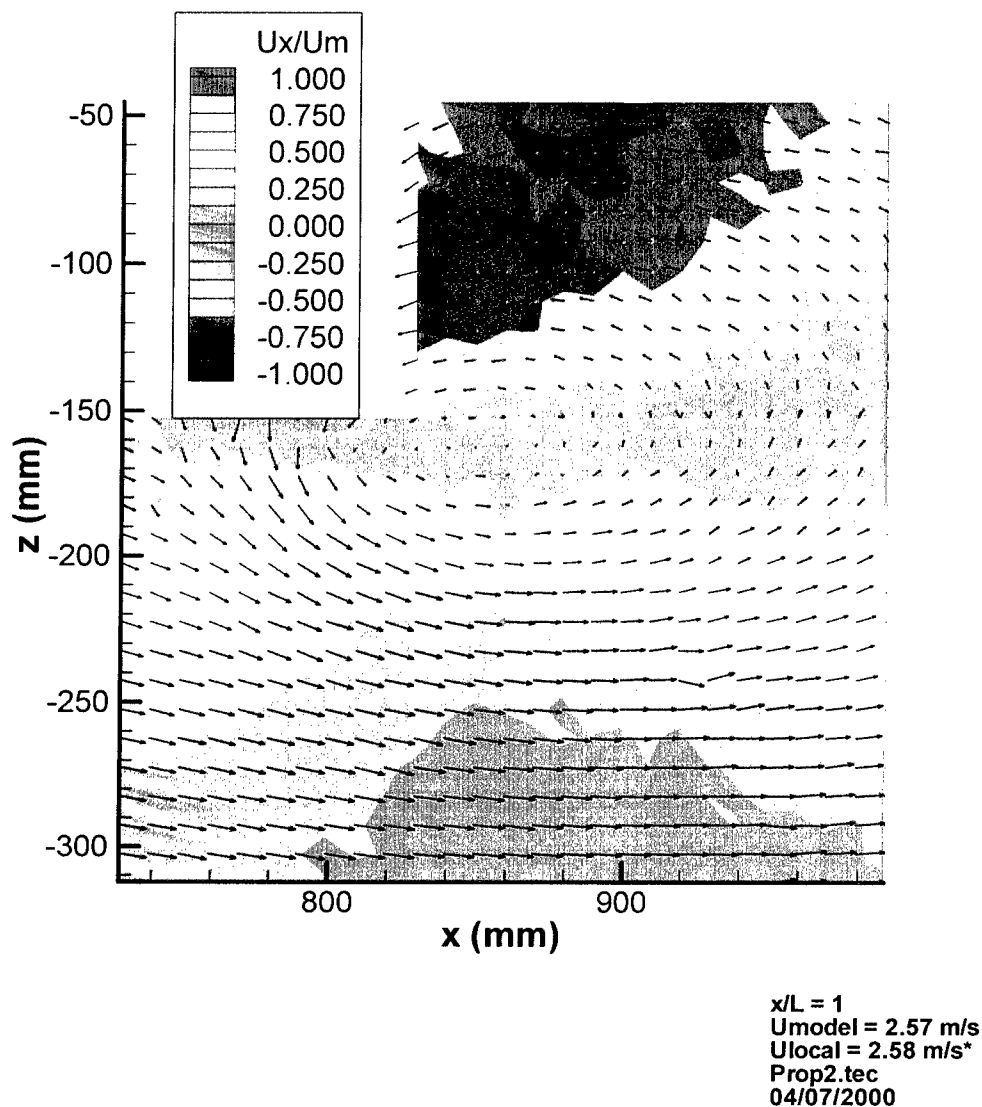 Ux/Um
1.000
0.750
0.500
0.250
0.000
-0.250
-0.500
-0.750
-1.000
-50
-100
-150
-200
-250
-300
z (mm)
800
900
x (mm)
x/L = 1
Umodel = 2.57 m/s
Ulocal = 2.58 m/s*
Prop2.tec
04/07/2000